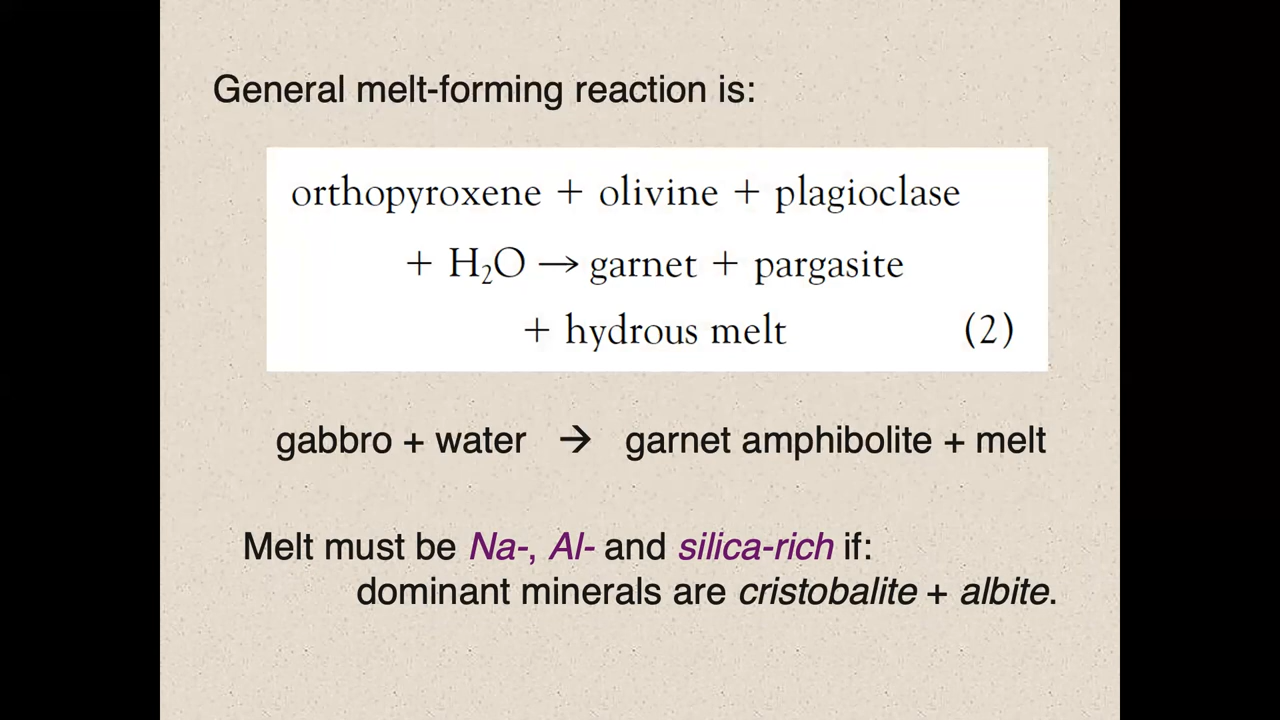 General melt-forming reaction is:
orthopyroxene + olivine + plagioclase
+ H₂O → garnet + pargasite
+ hydrous melt (2)
gabbro + water → garnet amphibolite + melt
Melt must be Na-, Al- and silica-rich if:
dominant minerals are cristobalite + albite.